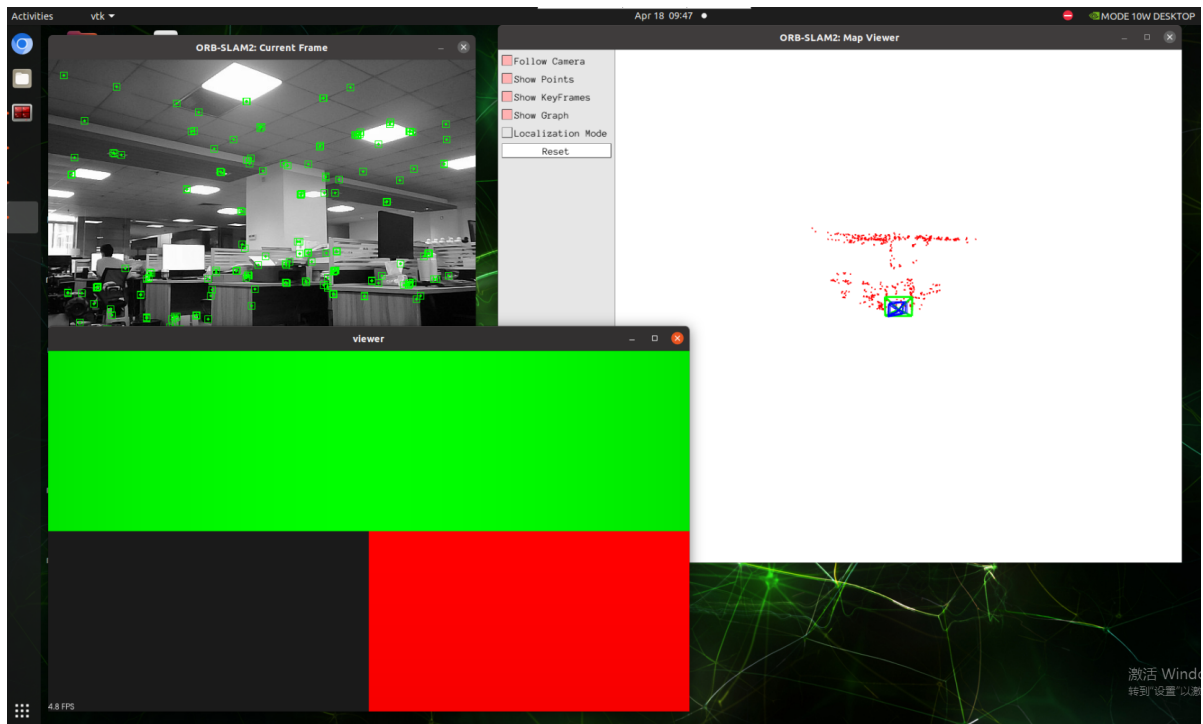 Activities
vtk
Apr 18 09:47
MODE 10W DESKTOP
ORB-SLAM2: Current Frame
ORB-SLAM2: Map Viewer
Follow Camera
Show Points
Show KeyFrames
Show Graph
Localization Mode
Reset
viewer
4.8 FPS
激活 Windo
转到"设置"以激